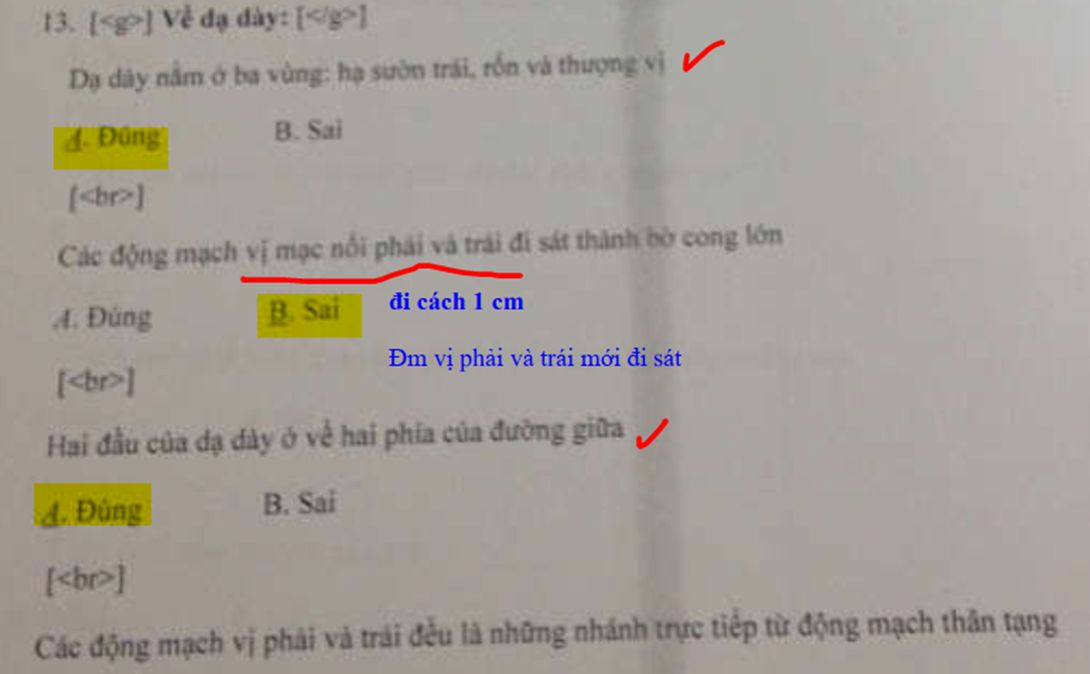 13. [<g>] Về dạ dày: [</g>]
Dạ dày nằm ở ba vùng: hạ sườn trái, rốn và thượng vị
A. Đúng B. Sai
[<br>]
Các động mạch vị mạc nối phải và trái đi sát thành bờ cong lớn
A. Đúng B. Sai đi cách 1 cm
Đm vị phải và trái mới đi sát
[<br>]
Hai đầu của dạ dày ở về hai phía của đường giữa
A. Đúng B. Sai
[<br>]
Các động mạch vị phải và trái đều là những nhánh trực tiếp từ động mạch thân tạng